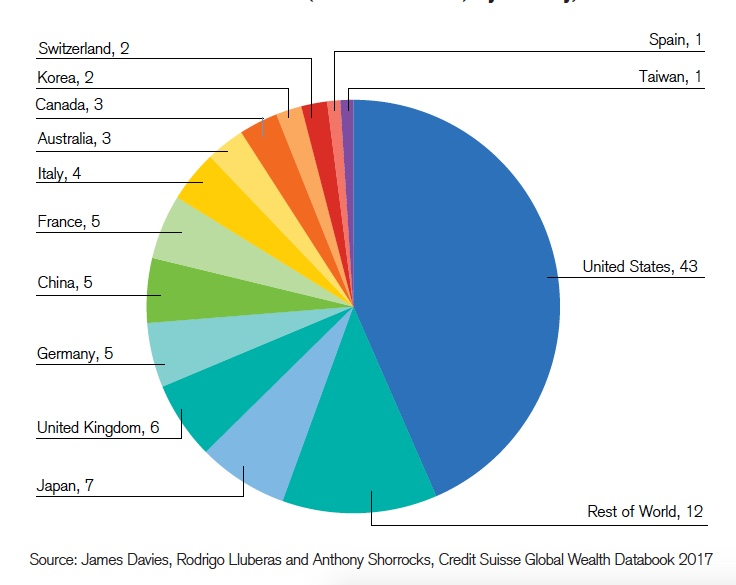 Switzerland, 2
Spain, 1
Korea, 2
Taiwan, 1
Canada, 3
Australia, 3
Italy, 4
France, 5
United States, 43
China, 5
Germany, 5
United Kingdom, 6
Japan, 7
Rest of World, 12
Source: James Davies, Rodrigo Lluberas and Anthony Shorrocks, Credit Suisse Global Wealth Databook 2017